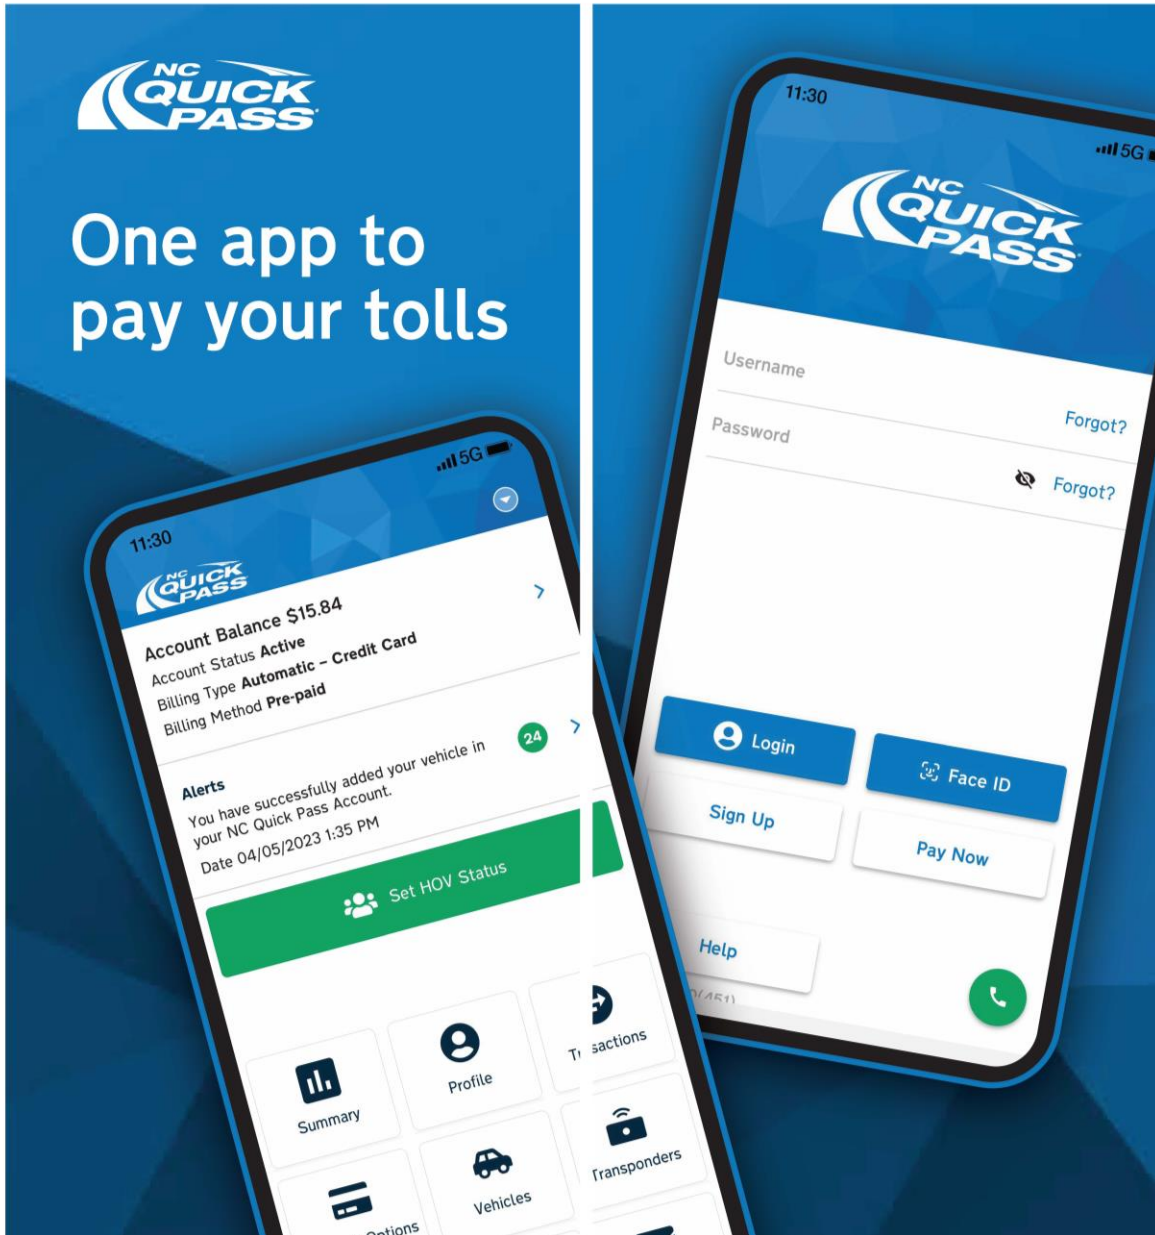 NC
QUICK
PASS
One app to
pay your tolls
11:30
5G
NC
QUICK
PASS
Account Balance $15.84
Account Status Active
Billing Type Automatic – Credit Card
Billing Method Pre-paid
Alerts
24
You have successfully added your vehicle in
your NC Quick Pass Account.
Date 04/05/2023 1:35 PM
Set HOV Status
Summary
Profile
Transactions
Options
Vehicles
Transponders
11:30
5G
NC
QUICK
PASS
Username
Forgot?
Password
Forgot?
Login
Face ID
Sign Up
Pay Now
Help